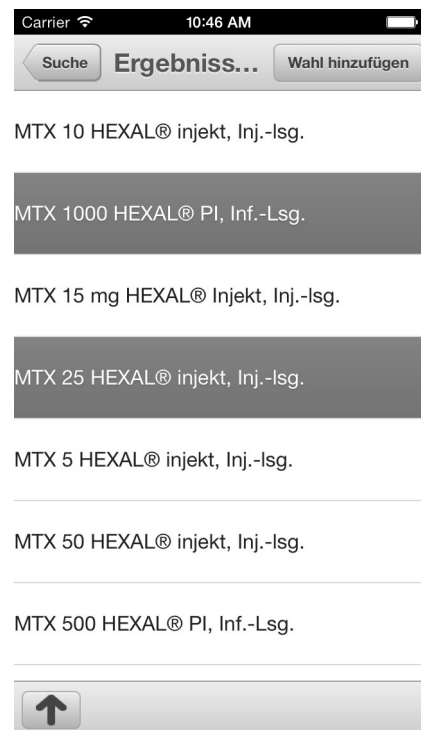 Carrier 10:46 AM
Suche Ergebniss... Wahl hinzufügen
MTX 10 HEXAL® injekt, Inj.-lsg.
MTX 1000 HEXAL® PI, Inf.-Lsg.
MTX 15 mg HEXAL® Injekt, Inj.-lsg.
MTX 25 HEXAL® injekt, Inj.-lsg.
MTX 5 HEXAL® injekt, Inj.-lsg.
MTX 50 HEXAL® injekt, Inj.-lsg.
MTX 500 HEXAL® PI, Inf.-Lsg.